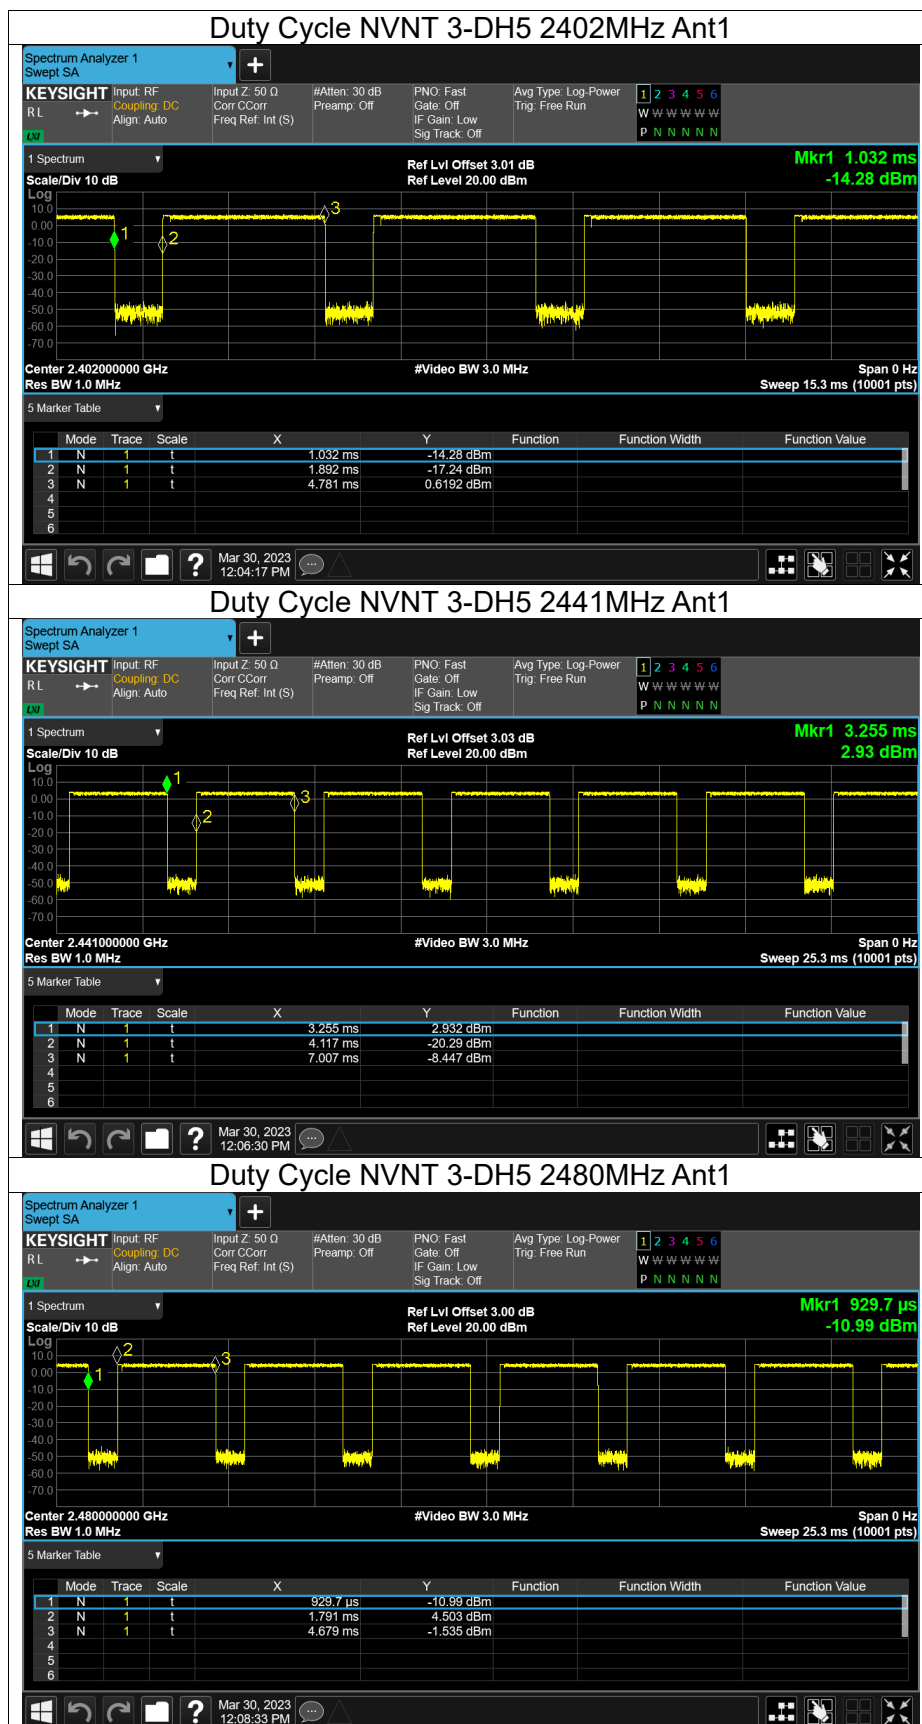 Duty Cycle NVNT 3-DH5 2402MHz Ant1
Spectrum Analyzer 1
Swept SA
+
KEYSIGHT Input: RF Input Z: 50 Ω #Atten: 30 dB PNO: Fast Avg Type: Log-Power 1 2 3 4 5 6
R L Coupling: DC Corr CCorr Preamp: Off Gate: Off Trig: Free Run W W W W W W
Align: Auto Freq Ref: Int (S) IF Gain: Low
LXI Sig Track: Off P N N N N N
1 Spectrum Ref Lvl Offset 3.01 dB Mkr1 1.032 ms
Scale/Div 10 dB Ref Level 20.00 dBm -14.28 dBm
Log
10.0
0.00
-10.0
-20.0
-30.0
-40.0
-50.0
-60.0
-70.0
1
2
3
Center 2.402000000 GHz #Video BW 3.0 MHz Span 0 Hz
Res BW 1.0 MHz Sweep 15.3 ms (10001 pts)
5 Marker Table
Mode Trace Scale X Y Function Function Width Function Value
1 N 1 t 1.032 ms -14.28 dBm
2 N 1 t 1.892 ms -17.24 dBm
3 N 1 t 4.781 ms 0.6192 dBm
4
5
6
? Mar 30, 2023
12:04:17 PM
Duty Cycle NVNT 3-DH5 2441MHz Ant1
Spectrum Analyzer 1
Swept SA
+
KEYSIGHT Input: RF Input Z: 50 Ω #Atten: 30 dB PNO: Fast Avg Type: Log-Power 1 2 3 4 5 6
R L Coupling: DC Corr CCorr Preamp: Off Gate: Off Trig: Free Run W W W W W W
Align: Auto Freq Ref: Int (S) IF Gain: Low
LXI Sig Track: Off P N N N N N
1 Spectrum Ref Lvl Offset 3.03 dB Mkr1 3.255 ms
Scale/Div 10 dB Ref Level 20.00 dBm 2.93 dBm
Log
10.0
0.00
-10.0
-20.0
-30.0
-40.0
-50.0
-60.0
-70.0
1
2
3
Center 2.441000000 GHz #Video BW 3.0 MHz Span 0 Hz
Res BW 1.0 MHz Sweep 25.3 ms (10001 pts)
5 Marker Table
Mode Trace Scale X Y Function Function Width Function Value
1 N 1 t 3.255 ms 2.932 dBm
2 N 1 t 4.117 ms -20.29 dBm
3 N 1 t 7.007 ms -8.447 dBm
4
5
6
? Mar 30, 2023
12:06:30 PM
Duty Cycle NVNT 3-DH5 2480MHz Ant1
Spectrum Analyzer 1
Swept SA
+
KEYSIGHT Input: RF Input Z: 50 Ω #Atten: 30 dB PNO: Fast Avg Type: Log-Power 1 2 3 4 5 6
R L Coupling: DC Corr CCorr Preamp: Off Gate: Off Trig: Free Run W W W W W W
Align: Auto Freq Ref: Int (S) IF Gain: Low
LXI Sig Track: Off P N N N N N
1 Spectrum Ref Lvl Offset 3.00 dB Mkr1 929.7 µs
Scale/Div 10 dB Ref Level 20.00 dBm -10.99 dBm
Log
10.0
0.00
-10.0
-20.0
-30.0
-40.0
-50.0
-60.0
-70.0
1
2
3
Center 2.480000000 GHz #Video BW 3.0 MHz Span 0 Hz
Res BW 1.0 MHz Sweep 25.3 ms (10001 pts)
5 Marker Table
Mode Trace Scale X Y Function Function Width Function Value
1 N 1 t 929.7 µs -10.99 dBm
2 N 1 t 1.791 ms 4.503 dBm
3 N 1 t 4.679 ms -1.535 dBm
4
5
6
? Mar 30, 2023
12:08:33 PM